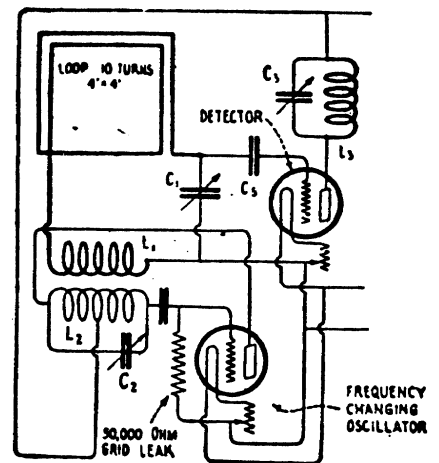 LOOP 10 TURNS
4'×4'
C3
DETECTOR
L3
C1
C5
L1
L2
C2
50,000 OHM
GRID LEAK
FREQUENCY
CHANGING
OSCILLATOR